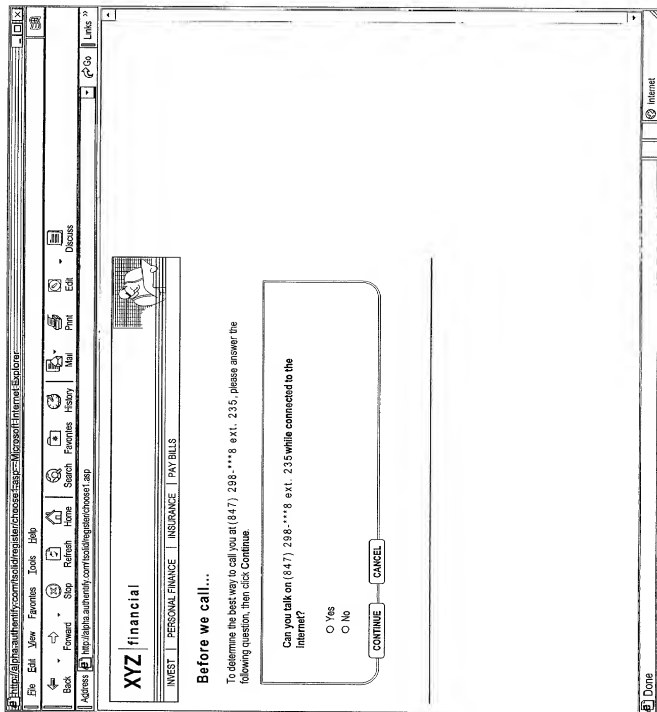 http://alpha.authentify.com/tsolid/register/choose1.asp - Microsoft Internet Explorer
File Edit View Favorites Tools Help
Back Forward Stop Refresh Home Search Favorites History Mail Print Edit Discuss
Address http://alpha.authentify.com/tsolid/register/choose1.asp Go Links »
XYZ financial
INVEST | PERSONAL FINANCE | INSURANCE | PAY BILLS
Before we call...
To determine the best way to call you at (847) 298-***8 ext. 235, please answer the
following question, then click Continue.
Can you talk on (847) 298-***8 ext. 235 while connected to the
Internet?
Yes
No
CONTINUE CANCEL
Done Internet